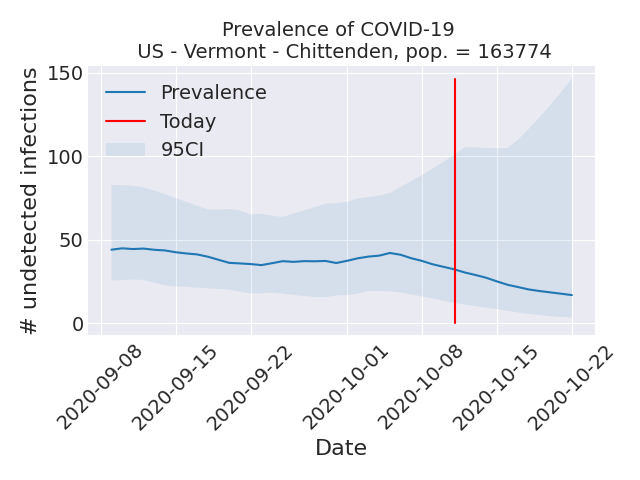 Prevalence of COVID-19
US - Vermont - Chittenden, pop. = 163774
150
100
50
0
# undetected infections
Prevalence
Today
95CI
2020-09-08
2020-09-15
2020-09-22
2020-10-01
2020-10-08
2020-10-15
2020-10-22
Date